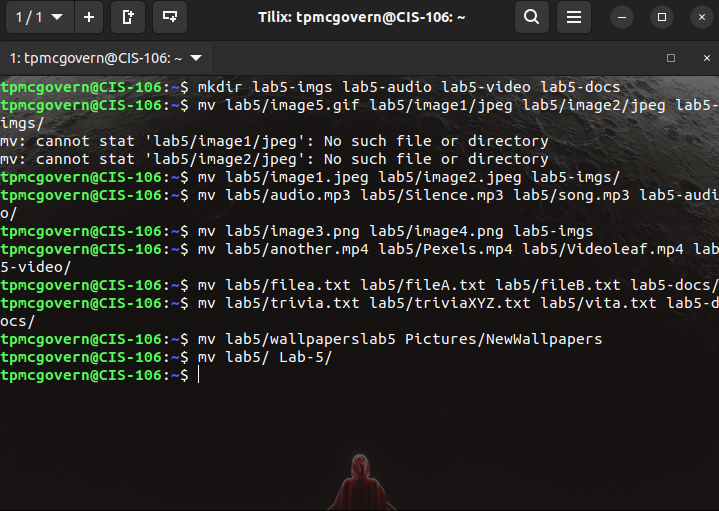 1 / 1
Tilix: tpmcgovern@CIS-106: ~
1: tpmcgovern@CIS-106: ~
tpmcgovern@CIS-106:~$ mkdir lab5-imgs lab5-audio lab5-video lab5-docs
tpmcgovern@CIS-106:~$ mv lab5/image5.gif lab5/image1/jpeg lab5/image2/jpeg lab5-
imgs/
mv: cannot stat 'lab5/image1/jpeg': No such file or directory
mv: cannot stat 'lab5/image2/jpeg': No such file or directory
tpmcgovern@CIS-106:~$ mv lab5/image1.jpeg lab5/image2.jpeg lab5-imgs/
tpmcgovern@CIS-106:~$ mv lab5/audio.mp3 lab5/Silence.mp3 lab5/song.mp3 lab5-audi
o/
tpmcgovern@CIS-106:~$ mv lab5/image3.png lab5/image4.png lab5-imgs
tpmcgovern@CIS-106:~$ mv lab5/another.mp4 lab5/Pexels.mp4 lab5/Videoleaf.mp4 lab
5-video/
tpmcgovern@CIS-106:~$ mv lab5/filea.txt lab5/fileA.txt lab5/fileB.txt lab5-docs/
tpmcgovern@CIS-106:~$ mv lab5/trivia.txt lab5/triviaXYZ.txt lab5/vita.txt lab5-d
ocs/
tpmcgovern@CIS-106:~$ mv lab5/wallpaperslab5 Pictures/NewWallpapers
tpmcgovern@CIS-106:~$ mv lab5/ Lab-5/
tpmcgovern@CIS-106:~$